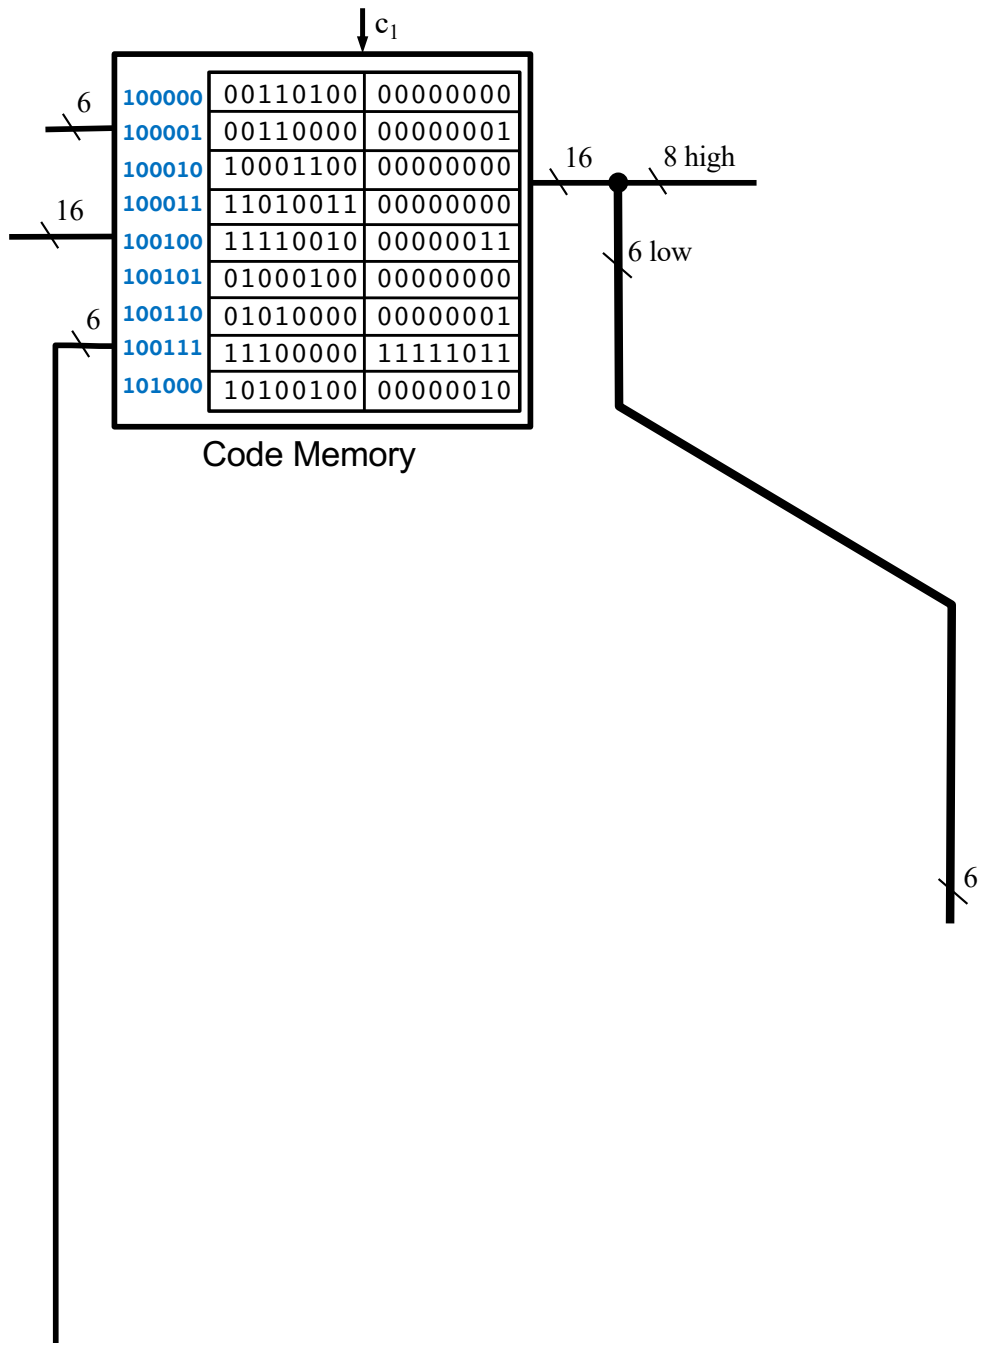 c1
6
100000 00110100 00000000
100001 00110000 00000001
100010 10001100 00000000
16 8 high
100011 11010011 00000000
16
100100 11110010 00000011
6 low
100101 01000100 00000000
100110 01010000 00000001
6
100111 11100000 11111011
101000 10100100 00000010
Code Memory
6